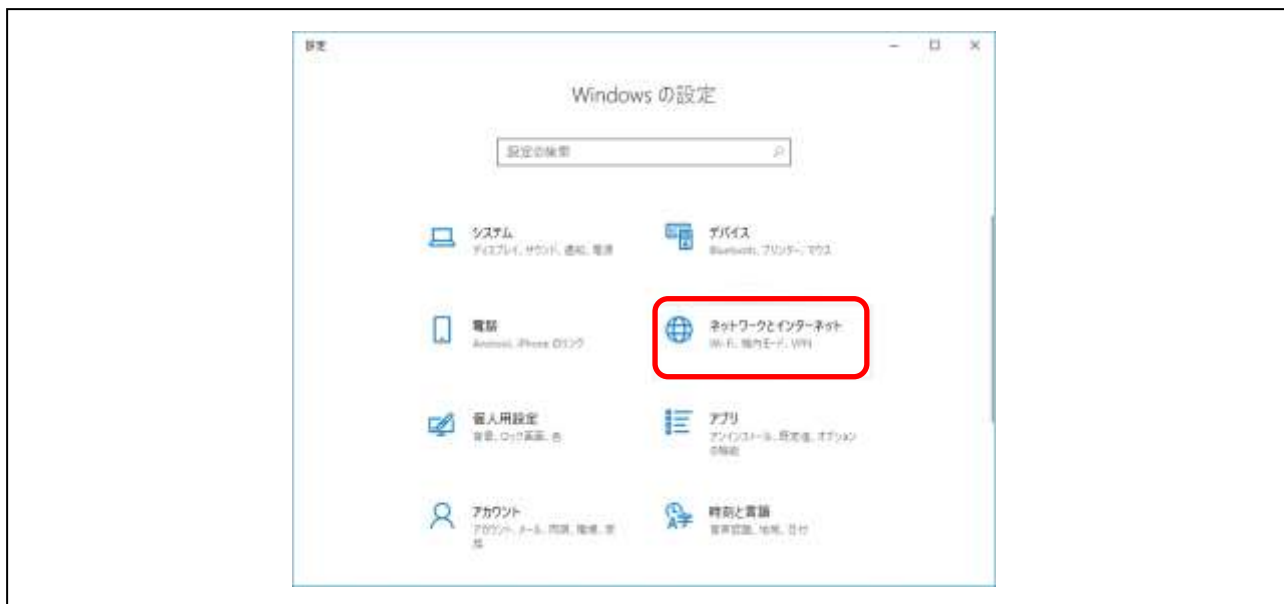 設定
Windows の設定
設定の検索
システム
ディスプレイ、サウンド、通知、電源
デバイス
Bluetooth、プリンター、マウス
電話
Android、iPhone のリンク
ネットワークとインターネット
Wi-Fi、機内モード、VPN
個人用設定
背景、ロック画面、色
アプリ
アンインストール、既定値、オプション
の機能
アカウント
アカウント、メール、同期、職場、家
族
時刻と言語
音声認識、地域、日付